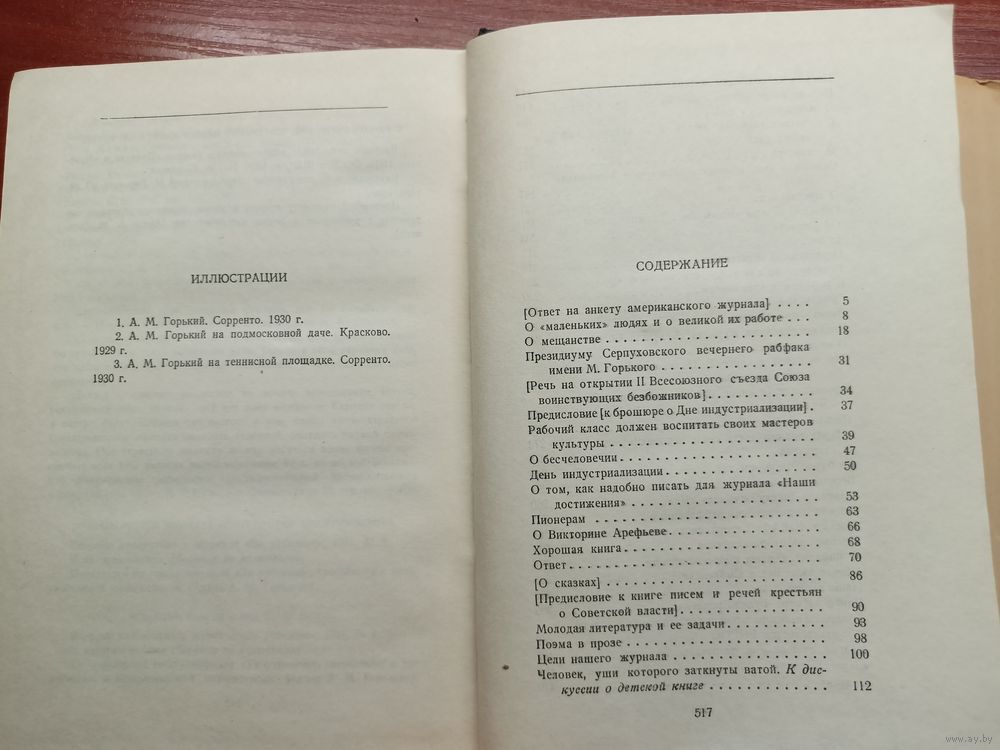 ИЛЛЮСТРАЦИИ
1. А. М. Горький. Сорренто. 1930 г.
2. А. М. Горький на подмосковной даче. Красково.
1929 г.
3. А. М. Горький на теннисной площадке. Сорренто.
1930 г.
СОДЕРЖАНИЕ
[Ответ на анкету американского журнала] . . . . 5
О «маленьких» людях и о великой их работе . . . 8
О мещанстве . . . . . . . . . . . . . . . . . 18
Президиуму Серпуховского вечернего рабфака
имени М. Горького . . . . . . . . . . . . . 31
[Речь на открытии II Всесоюзного съезда Союза
воинствующих безбожников] . . . . . . . . . 34
Предисловие [к брошюре о Дне индустриализации] . 37
Рабочий класс должен воспитать своих мастеров
культуры . . . . . . . . . . . . . . . . . 39
О бесчеловечии . . . . . . . . . . . . . . . . 47
День индустриализации . . . . . . . . . . . . 50
О том, как надобно писать для журнала «Наши
достижения» . . . . . . . . . . . . . . . . 53
Пионерам . . . . . . . . . . . . . . . . . . 63
О Викторине Арефьеве . . . . . . . . . . . . . 66
Хорошая книга . . . . . . . . . . . . . . . . 68
Ответ . . . . . . . . . . . . . . . . . . . . 70
[О сказках] . . . . . . . . . . . . . . . . . 86
[Предисловие к книге писем и речей крестьян
о Советской власти] . . . . . . . . . . . . 90
Молодая литература и ее задачи . . . . . . . . 93
Поэма в прозе . . . . . . . . . . . . . . . . 98
Цели нашего журнала . . . . . . . . . . . . . 100
Человек, уши которого заткнуты ватой. К дис-
куссии о детской книге . . . . . . . . . . . 112
517
www.ay.by